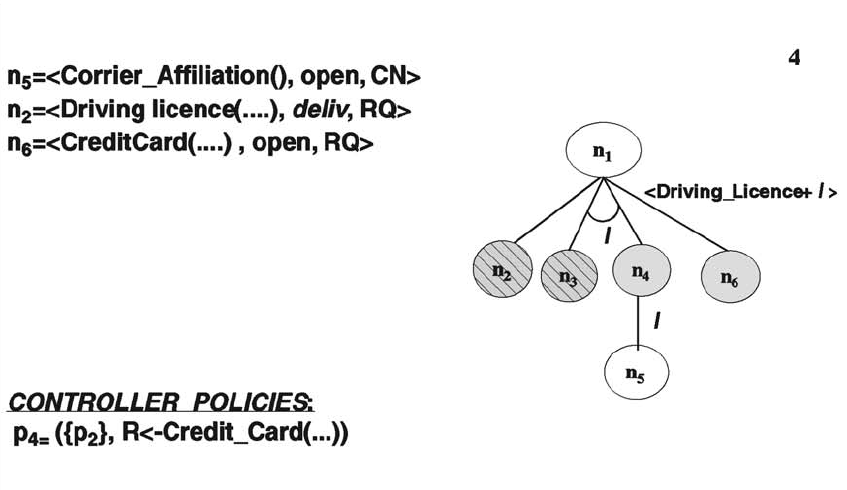 4
n5=<Corrier_Affiliation(), open, CN>
n2=<Driving licence(....), deliv, RQ>
n6=<CreditCard(....) , open, RQ>
n1
<Driving_Licence+ l >
l
n2
n3
n4
n6
l
n5
CONTROLLER POLICIES:
p4= ({p2}, R<-Credit_Card(...))